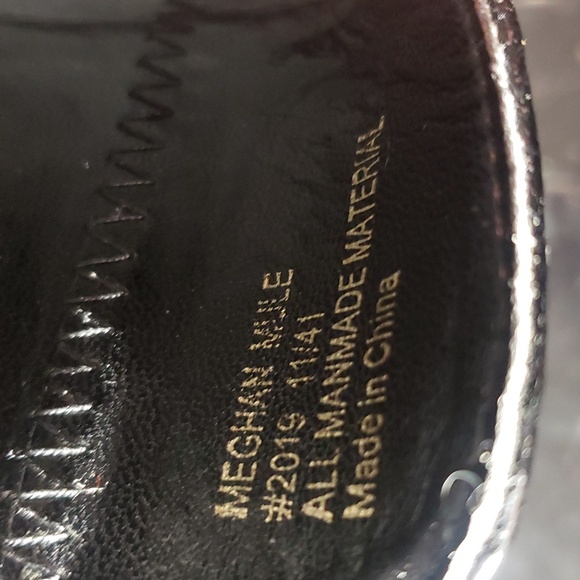 MEGHAN MULE
#2019 11/41
ALL MANMADE MATERIAL
Made in China